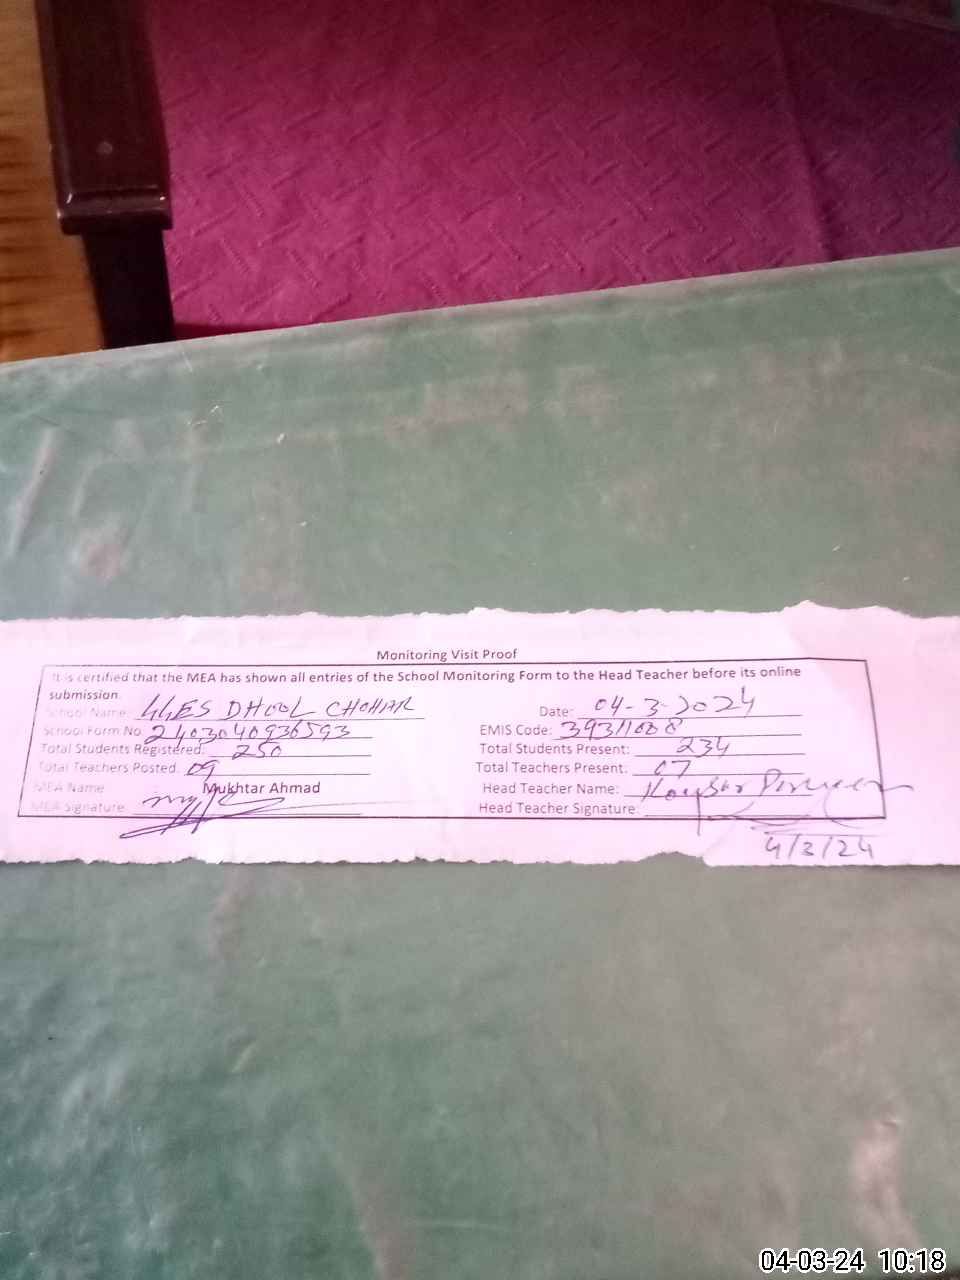 Monitoring Visit Proof
It is certified that the MEA has shown all entries of the School Monitoring Form to the Head Teacher before its online
submission.
School Name: GGES DHOOL CHOHAR Date: 04-3-2024
School Form No 2403040936593 EMIS Code: 39311088
Total Students Registered: 250 Total Students Present: 234
Total Teachers Posted: 09 Total Teachers Present: 07
MEA Name Mukhtar Ahmad Head Teacher Name: Kousar Parveen
MEA Signature: Head Teacher Signature:
4/3/24
04-03-24 10:18